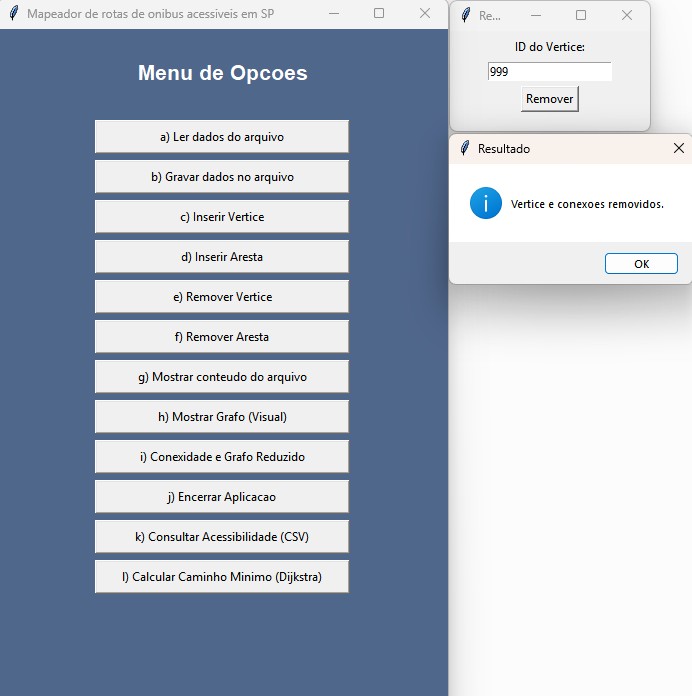 Mapeador de rotas de onibus acessiveis em SP
Menu de Opcoes
a) Ler dados do arquivo
b) Gravar dados no arquivo
c) Inserir Vertice
d) Inserir Aresta
e) Remover Vertice
f) Remover Aresta
g) Mostrar conteudo do arquivo
h) Mostrar Grafo (Visual)
i) Conexidade e Grafo Reduzido
j) Encerrar Aplicacao
k) Consultar Acessibilidade (CSV)
l) Calcular Caminho Minimo (Dijkstra)
Re...
ID do Vertice:
999
Remover
Resultado
Vertice e conexoes removidos.
OK